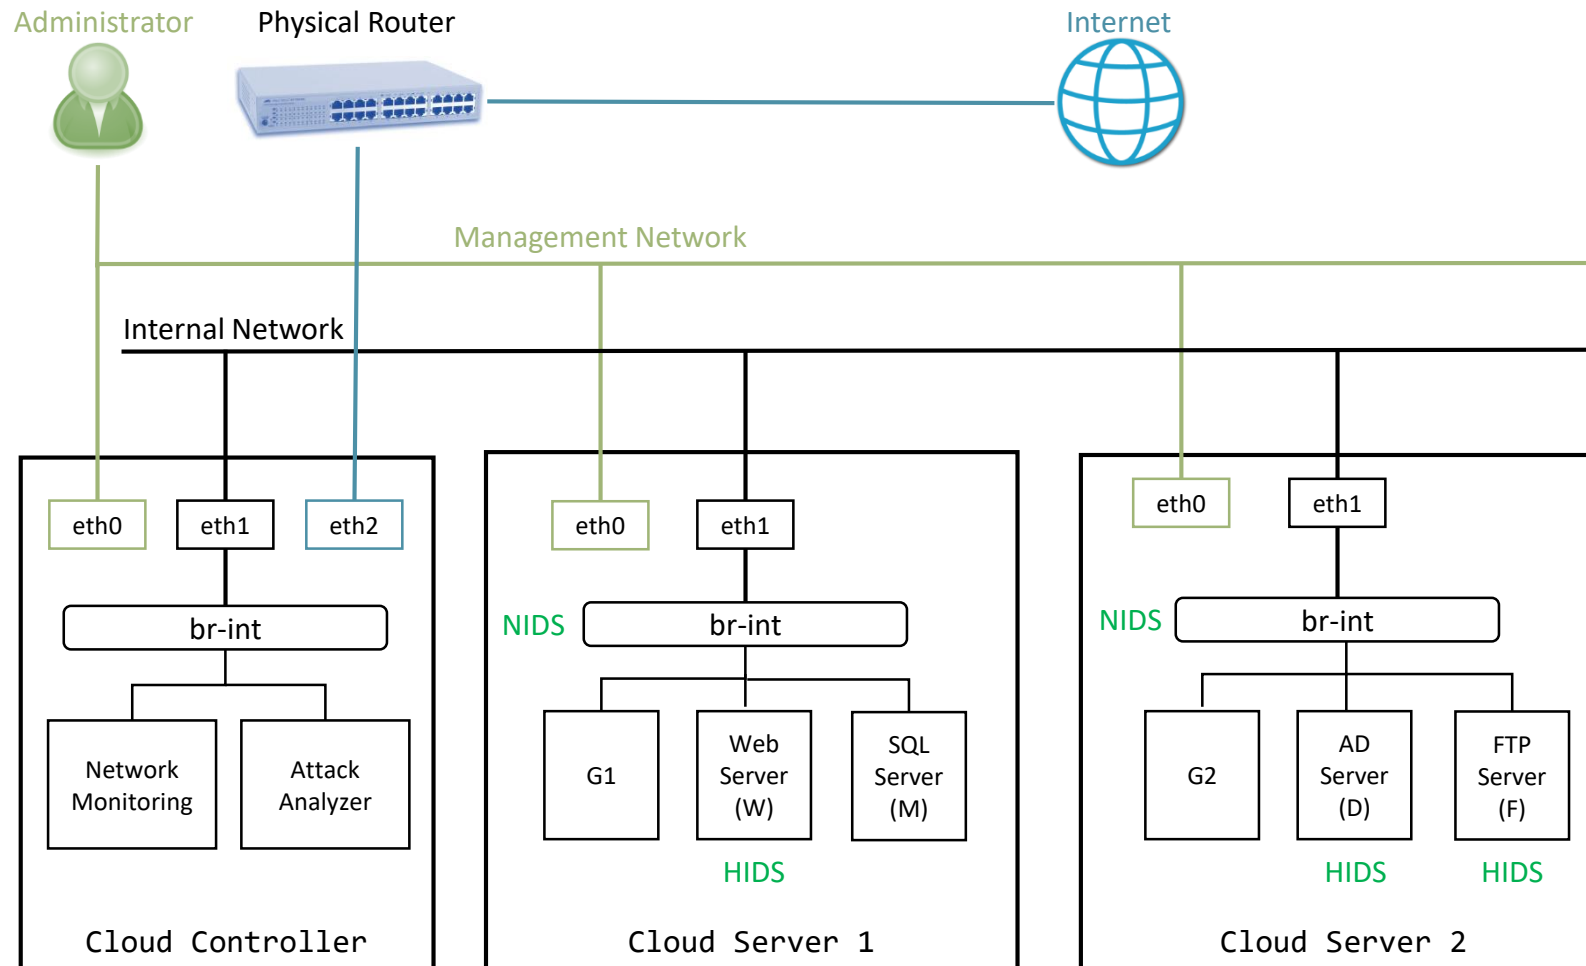 Administrator
Physical Router
Internet
Management Network
Internal Network
eth0
eth1
eth2
eth0
eth1
eth0
eth1
br-int
NIDS
br-int
NIDS
br-int
Network
Monitoring
Attack
Analyzer
G1
Web
Server
(W)
SQL
Server
(M)
G2
AD
Server
(D)
FTP
Server
(F)
HIDS
HIDS
HIDS
Cloud Controller
Cloud Server 1
Cloud Server 2